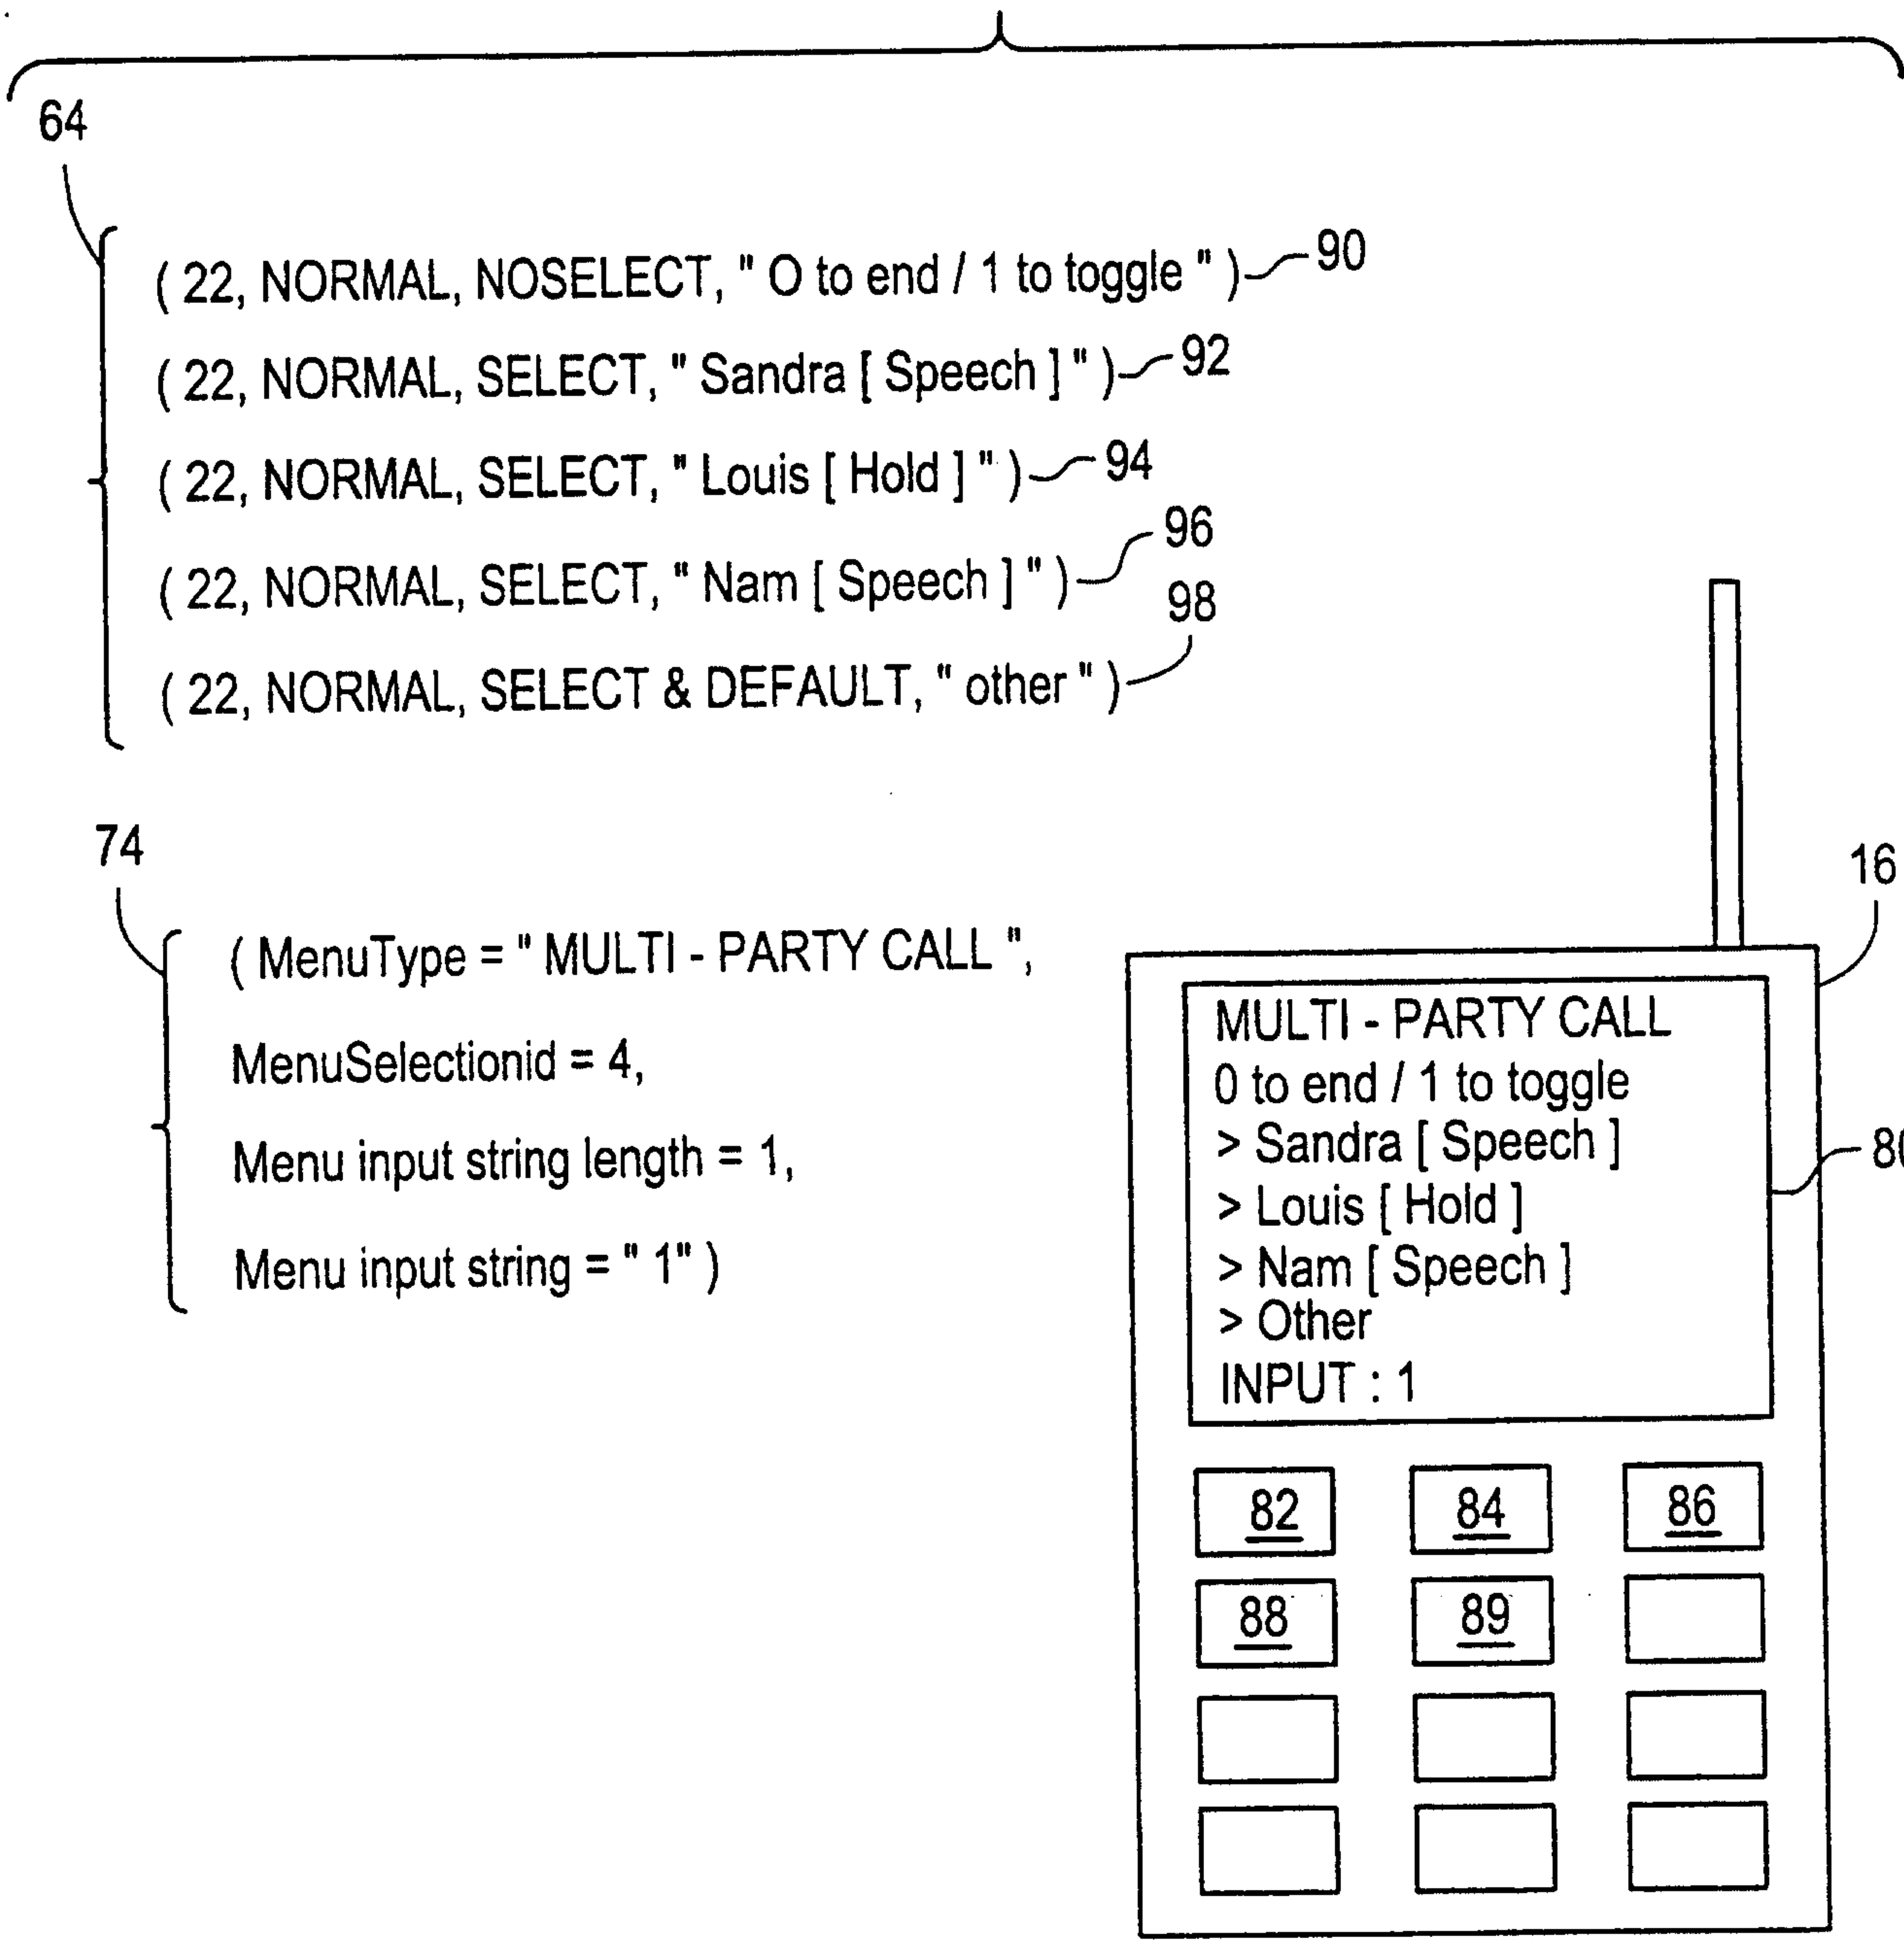 64
( 22, NORMAL, NOSELECT, " O to end / 1 to toggle " ) 90
( 22, NORMAL, SELECT, " Sandra [ Speech ] " ) 92
( 22, NORMAL, SELECT, " Louis [ Hold ] " ) 94
( 22, NORMAL, SELECT, " Nam [ Speech ] " ) 96
( 22, NORMAL, SELECT & DEFAULT, " other " ) 98
74
( MenuType = " MULTI - PARTY CALL ",
MenuSelectionid = 4,
Menu input string length = 1,
Menu input string = " 1" )
16
MULTI - PARTY CALL
0 to end / 1 to toggle
> Sandra [ Speech ]
> Louis [ Hold ]
> Nam [ Speech ]
> Other
INPUT : 1
82 84 86
88 89